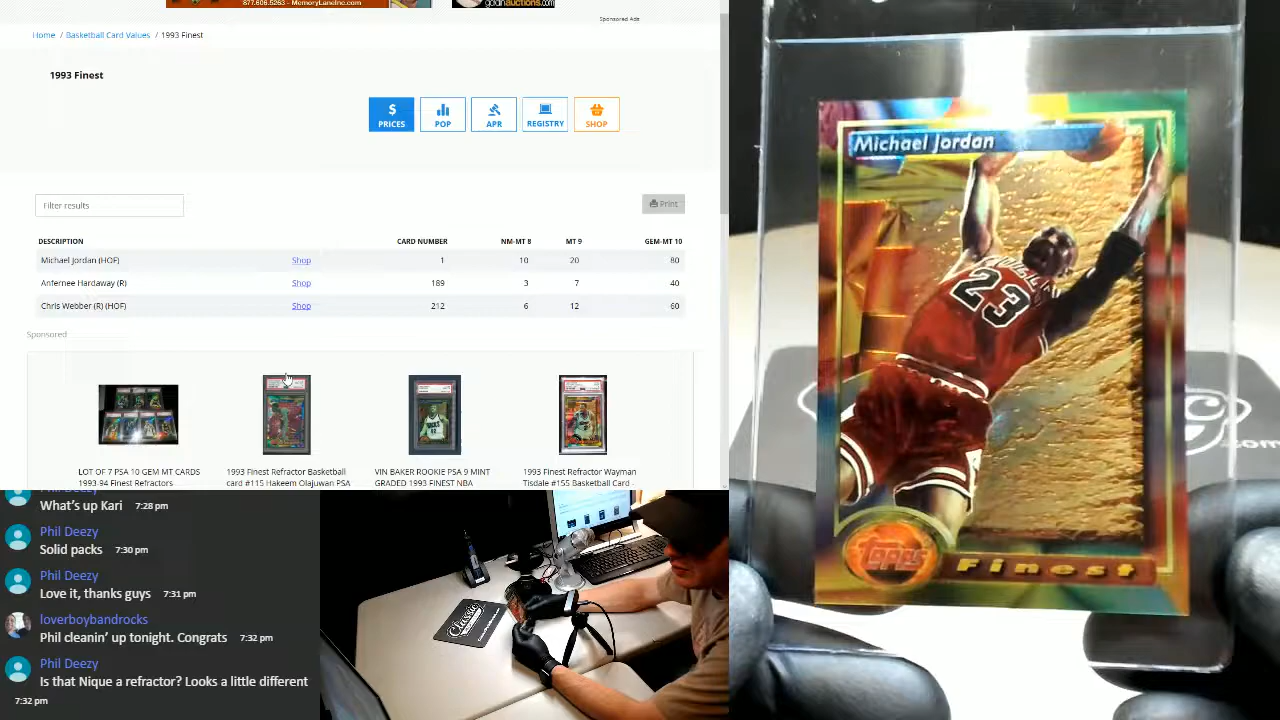 877.606.5263 - MemoryLaneInc.com
goldinauctions.com
Sponsored Ads
Home / Basketball Card Values / 1993 Finest
1993 Finest
$ PRICES POP APR REGISTRY SHOP
Filter results
Print
DESCRIPTION CARD NUMBER NM-MT 8 MT 9 GEM-MT 10
Michael Jordan (HOF) Shop 1 10 20 80
Anfernee Hardaway (R) Shop 189 3 7 40
Chris Webber (R) (HOF) Shop 212 6 12 60
Sponsored
LOT OF 7 PSA 10 GEM MT CARDS
1993-94 Finest Refractors
1993 Finest Refractor Basketball
card #115 Hakeem Olajuwan PSA
VIN BAKER ROOKIE PSA 9 MINT
GRADED 1993 FINEST NBA
1993 Finest Refractor Wayman
Tisdale #155 Basketball Card -
Phil Deezy
What's up Kari 7:28 pm
Phil Deezy
Solid packs 7:30 pm
Phil Deezy
Love it, thanks guys 7:31 pm
loverboybandrocks
Phil cleanin' up tonight. Congrats 7:32 pm
Phil Deezy
Is that Nique a refractor? Looks a little different
7:32 pm
Michael Jordan
23
TOPPS
Finest
.com